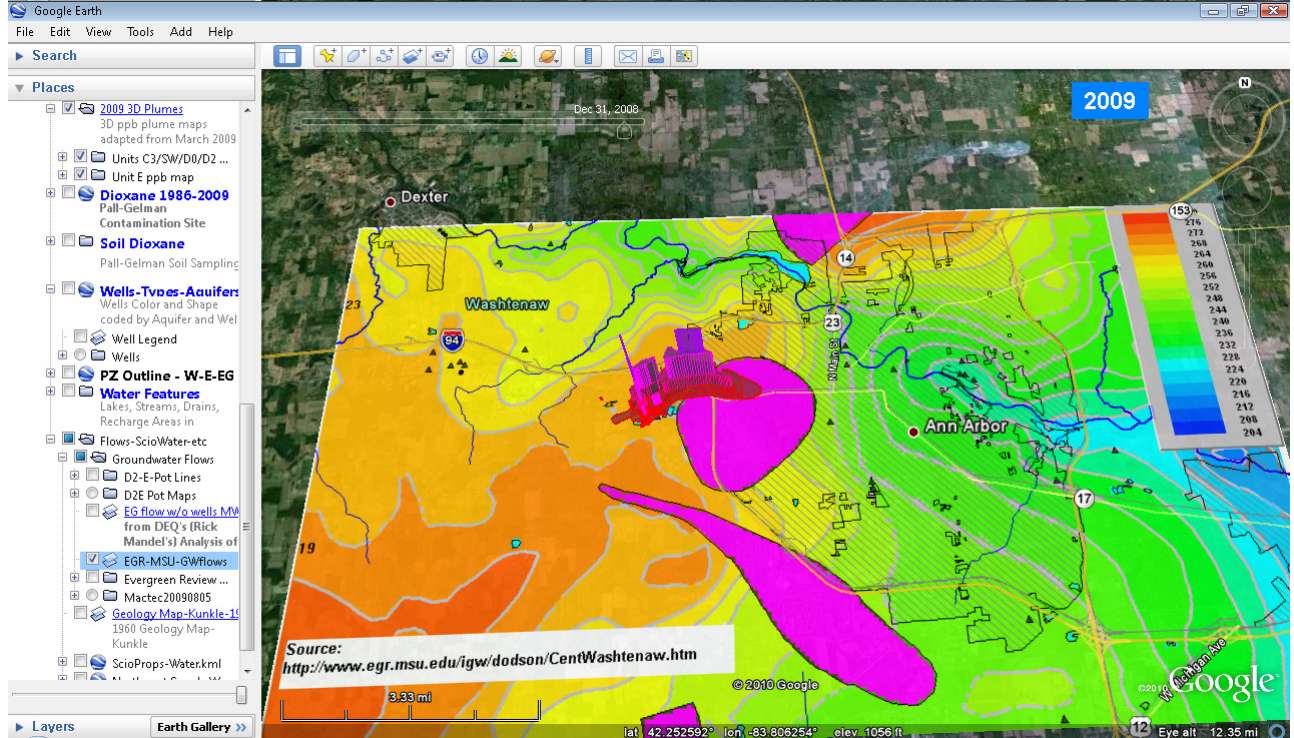 Google Earth
File Edit View Tools Add Help
Search
Places
2009 3D Plumes
3D ppb plume maps
adapted from March 2009
Units C3/SW/D0/D2 ...
Unit E ppb map
Dioxane 1986-2009
Pall-Gelman
Contamination Site
Soil Dioxane
Pall-Gelman Soil Sampling
Wells-Types-Aquifers
Wells Color and Shape
coded by Aquifer and Wel
Well Legend
Wells
PZ Outline - W-E-EG
Water Features
Lakes, Streams, Drains,
Recharge Areas in
Flows-ScioWater-etc
Groundwater Flows
D2-E-Pot Lines
D2E Pot Maps
EG flow w/o wells MW
from DEQ's (Rick
Mandel's) Analysis of
EGR-MSU-GWflows
Evergreen Review ...
Mactec20090805
Geology Map-Kunkle-19
1960 Geology Map-
Kunkle
ScioProps-Water.kml
Layers
Earth Gallery >>
Dec 31, 2008
2009
N
Dexter
153
276
272
268
264
260
256
252
248
244
240
236
232
228
224
220
216
212
208
204
14
23
Washtenaw
23
94
N Main St
Ann Arbor
17
19
Source:
http://www.egr.msu.edu/igw/dodson/CentWashtenaw.htm
W Michigan Ave
© 2010 Google
©2010 Google
3.33 mi
12
lat 42.252592° lon -83.806254° elev 1056 ft
Eye alt 12.35 mi